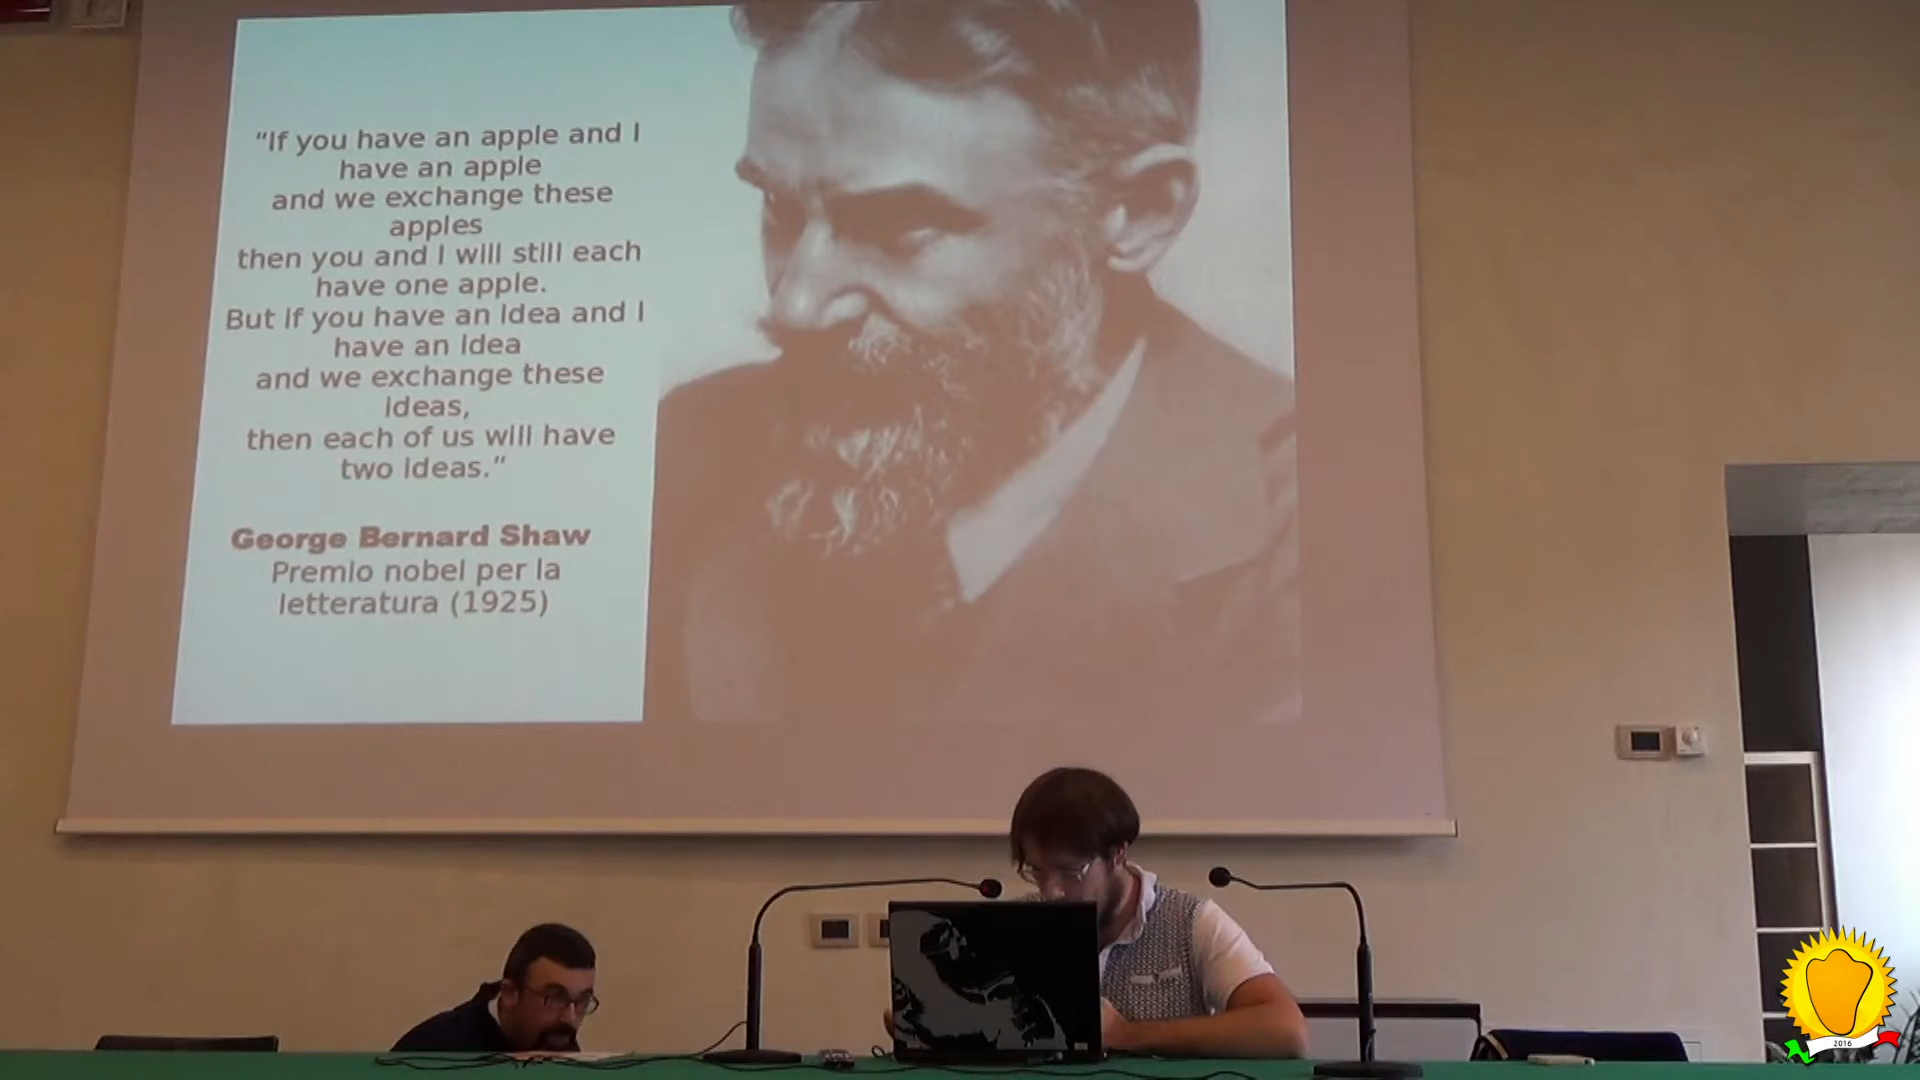 “If you have an apple and I
have an apple
and we exchange these
apples
then you and I will still each
have one apple.
But if you have an idea and I
have an idea
and we exchange these
ideas,
then each of us will have
two ideas.”
George Bernard Shaw
Premio nobel per la
letteratura (1925)
2016